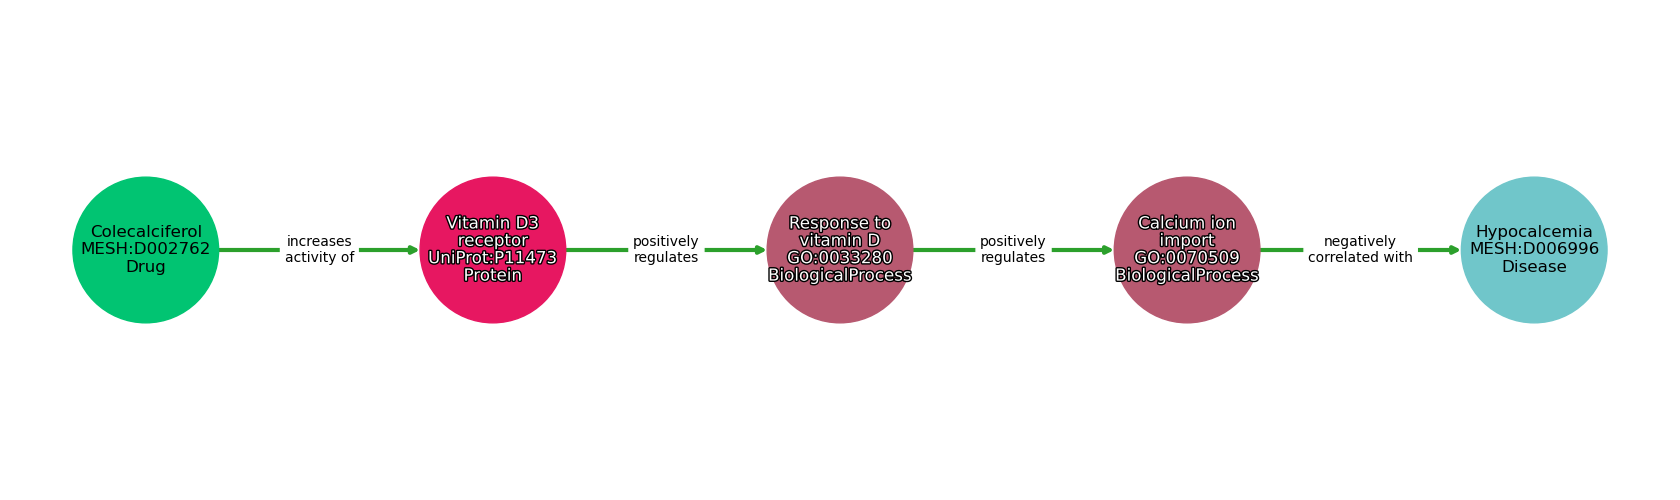 Colecalciferol
MESH:D002762
Drug
increases
activity of
Vitamin D3
receptor
UniProt:P11473
Protein
positively
regulates
Response to
vitamin D
GO:0033280
BiologicalProcess
positively
regulates
Calcium ion
import
GO:0070509
BiologicalProcess
negatively
correlated with
Hypocalcemia
MESH:D006996
Disease